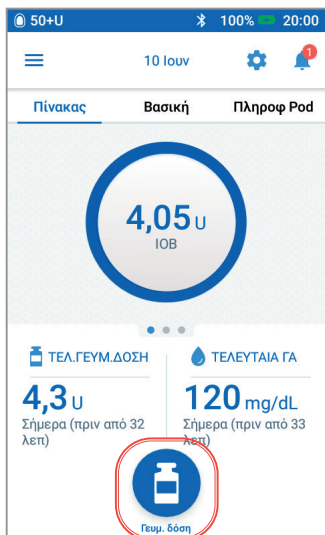 50+U 100% 20:00
10 Ιουν
1
Πίνακας Βασική Πληροφ Pod
4,05 U
IOB
ΤΕΛ.ΓΕΥΜ.ΔΟΣΗ
4,3 U
Σήμερα (πριν από 32
λεπ)
ΤΕΛΕΥΤΑΙΑ ΓΑ
120 mg/dL
Σήμερα (πριν από 33
λεπ)
Γευμ. δόση